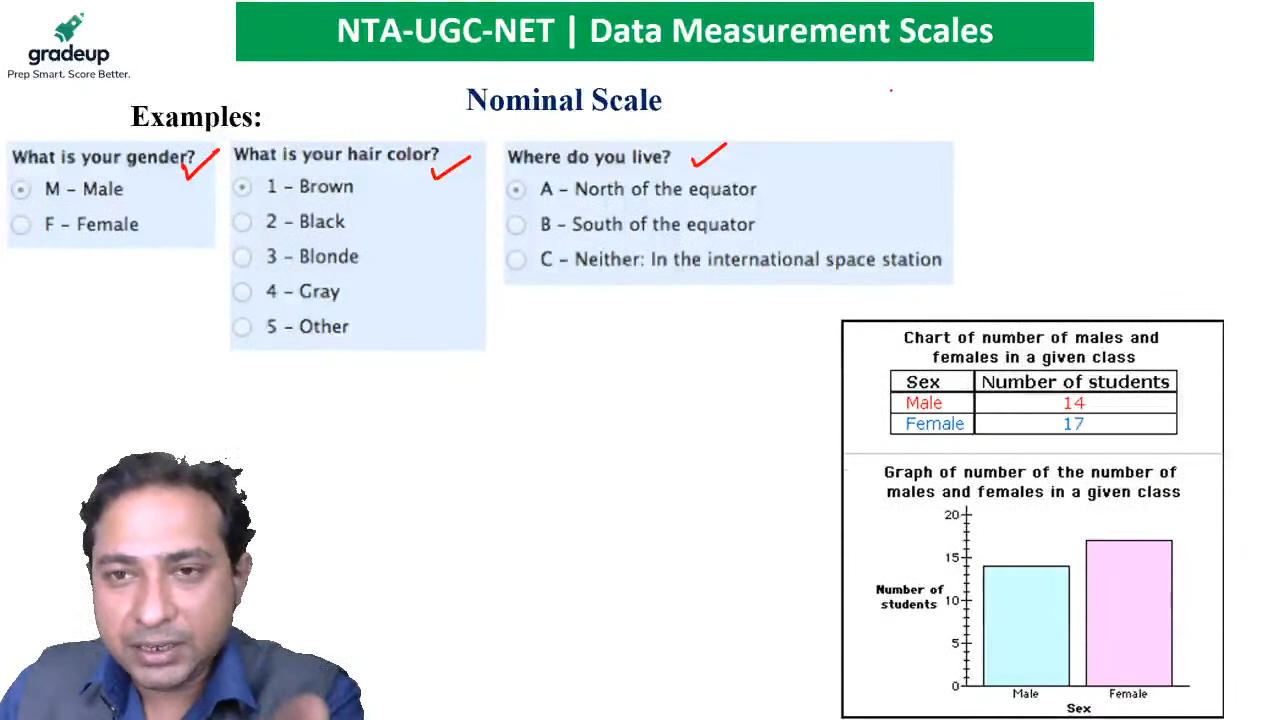 gradeup
Prep Smart. Score Better.
NTA-UGC-NET | Data Measurement Scales
Nominal Scale
Examples:
What is your gender?
M – Male
F – Female
What is your hair color?
1 – Brown
2 – Black
3 – Blonde
4 – Gray
5 – Other
Where do you live?
A – North of the equator
B – South of the equator
C – Neither: In the international space station
Chart of number of males and
females in a given class
Sex Number of students
Male 14
Female 17
Graph of number of the number of
males and females in a given class
20
15
10
5
0
Number of
students
Male Female
Sex